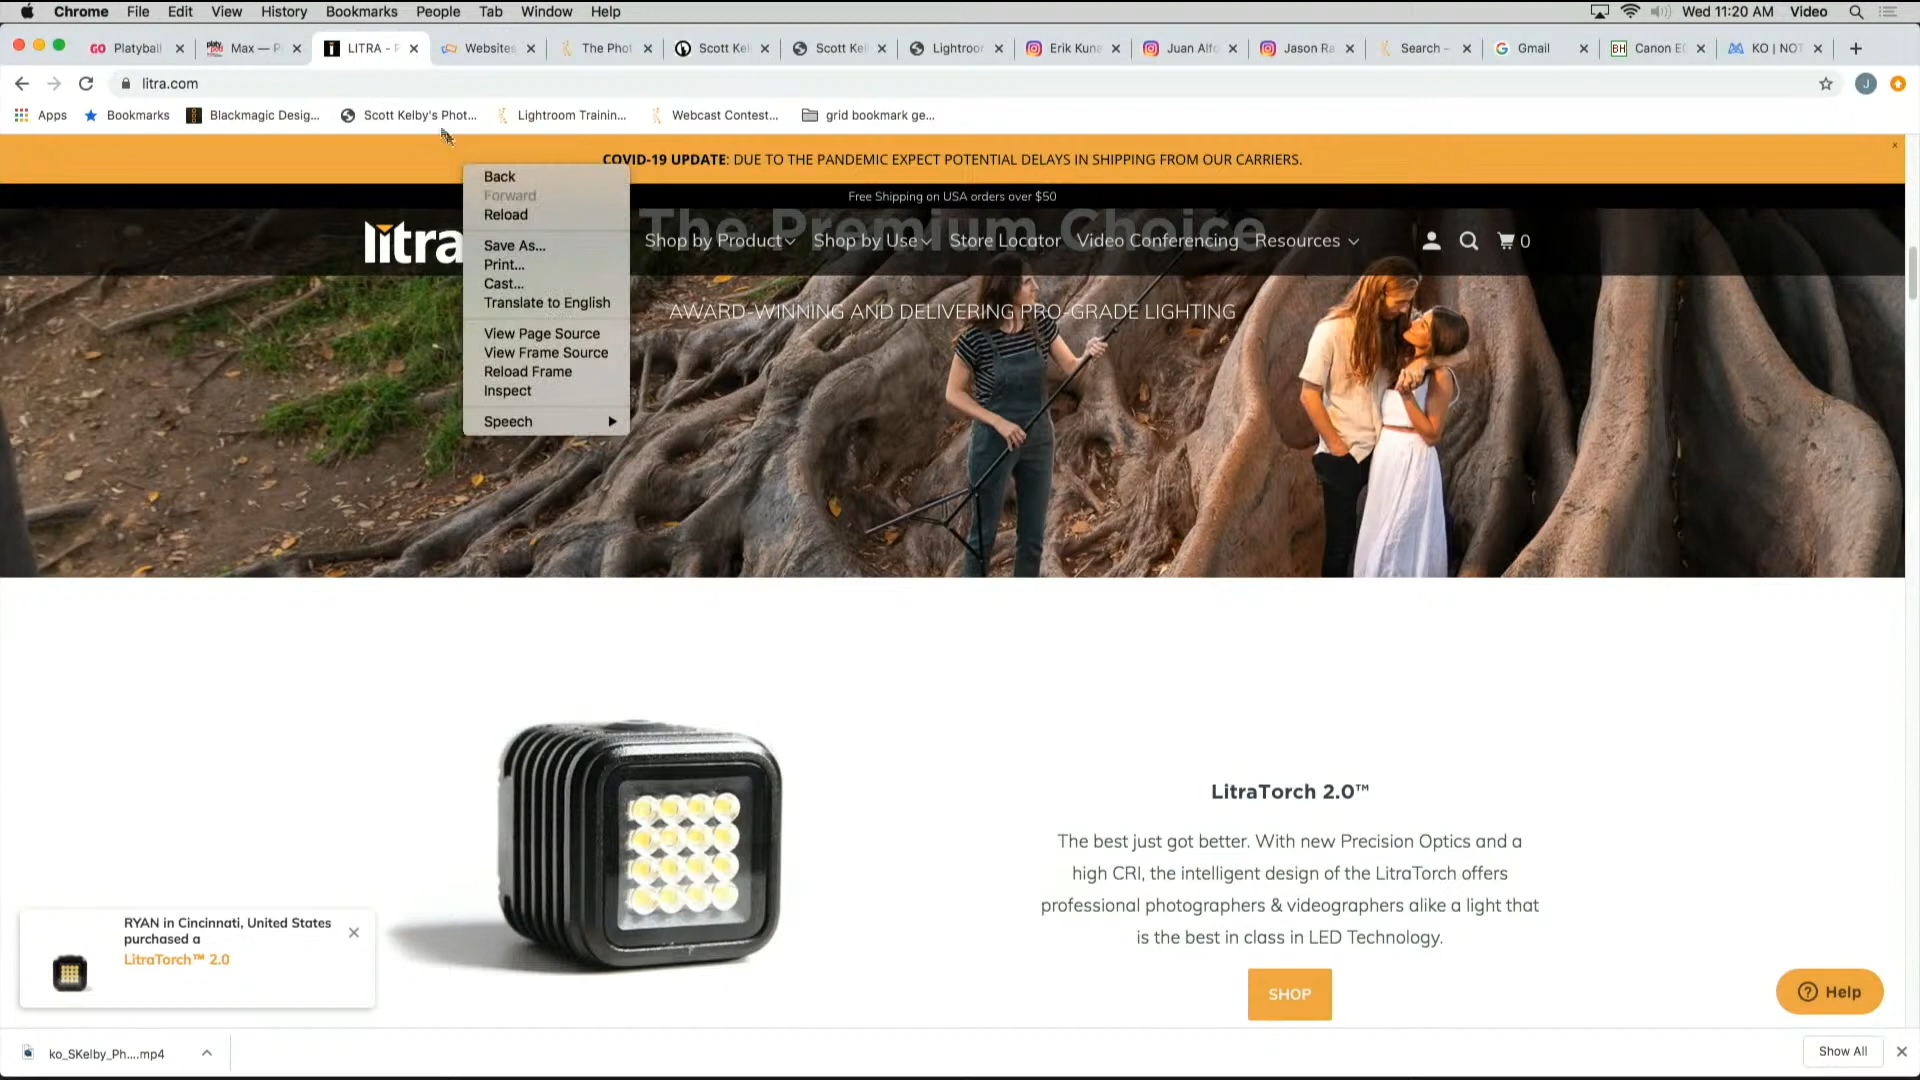 Chrome File Edit View History Bookmarks People Tab Window Help
Wed 11:20 AM Video
GO Platyball
Max — P
LITRA - P
Websites
The Phot
Scott Kel
Scott Kel
Lightroor
Erik Kuna
Juan Alfo
Jason Ra
Search -
Gmail
BH Canon E
KO | NOT
litra.com
J
Apps
Bookmarks
Blackmagic Desig...
Scott Kelby's Phot...
Lightroom Trainin...
Webcast Contest...
grid bookmark ge...
COVID-19 UPDATE: DUE TO THE PANDEMIC EXPECT POTENTIAL DELAYS IN SHIPPING FROM OUR CARRIERS.
Free Shipping on USA orders over $50
The Premium Choice
litra
Shop by Product
Shop by Use
Store Locator
Video Conferencing
Resources
0
AWARD-WINNING AND DELIVERING PRO-GRADE LIGHTING
Back
Forward
Reload
Save As...
Print...
Cast...
Translate to English
View Page Source
View Frame Source
Reload Frame
Inspect
Speech
LitraTorch 2.0™
The best just got better. With new Precision Optics and a
high CRI, the intelligent design of the LitraTorch offers
professional photographers & videographers alike a light that
is the best in class in LED Technology.
SHOP
RYAN in Cincinnati, United States
purchased a
LitraTorch™ 2.0
Help
ko_SKelby_Ph....mp4
Show All